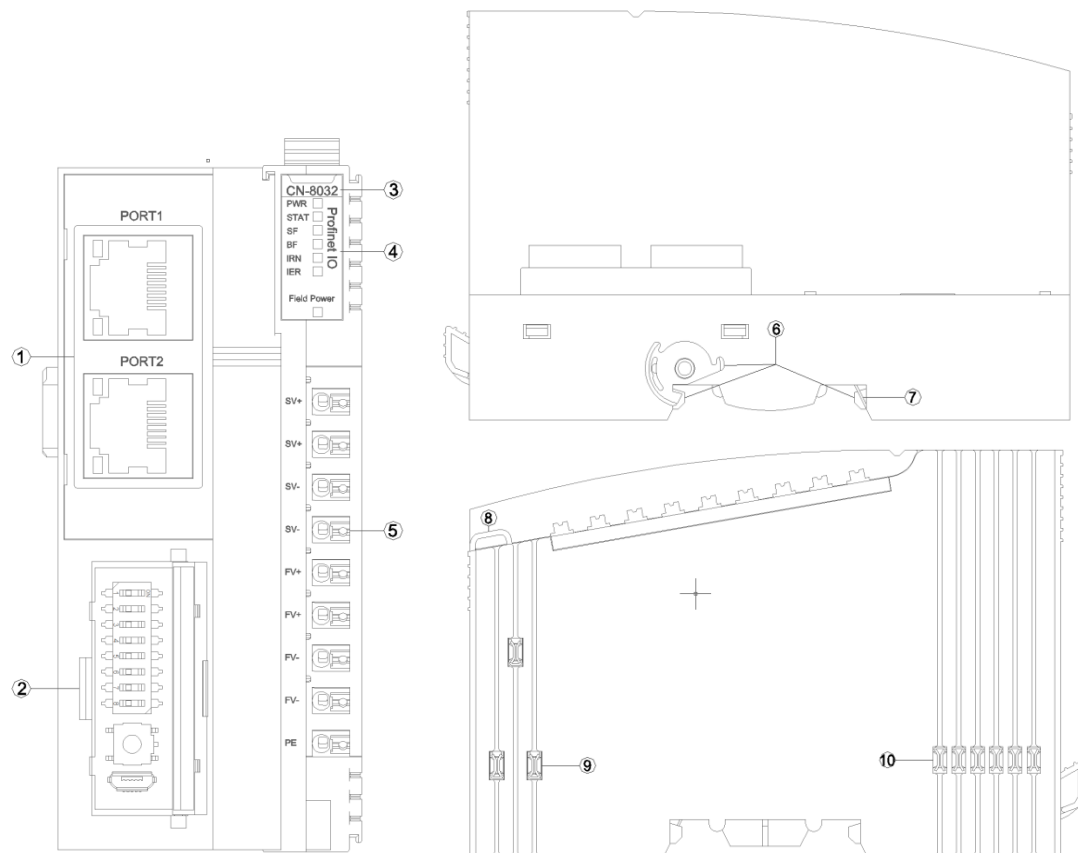 CN-8032
3
PWR
STAT
SF
BF
IRN
IER
Profinet IO
4
Field Power
PORT1
1
PORT2
SV+
SV+
SV-
SV-
5
FV+
FV+
FV-
FV-
PE
2
6
7
8
9
10